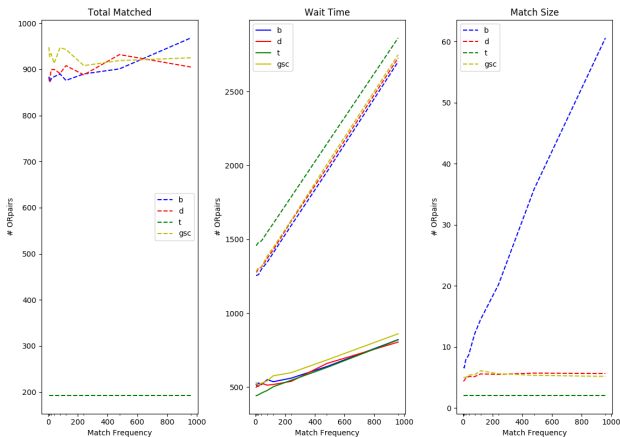 Total Matched
1000
900
800
700
600
500
400
300
200
# ORpairs
b
d
t
gsc
0
200
400
600
800
1000
Match Frequency
Wait Time
b
d
t
gsc
2500
2000
1500
1000
500
# ORpairs
0
200
400
600
800
1000
Match Frequency
Match Size
b
d
t
gsc
60
50
40
30
20
10
0
# ORpairs
0
200
400
600
800
1000
Match Frequency